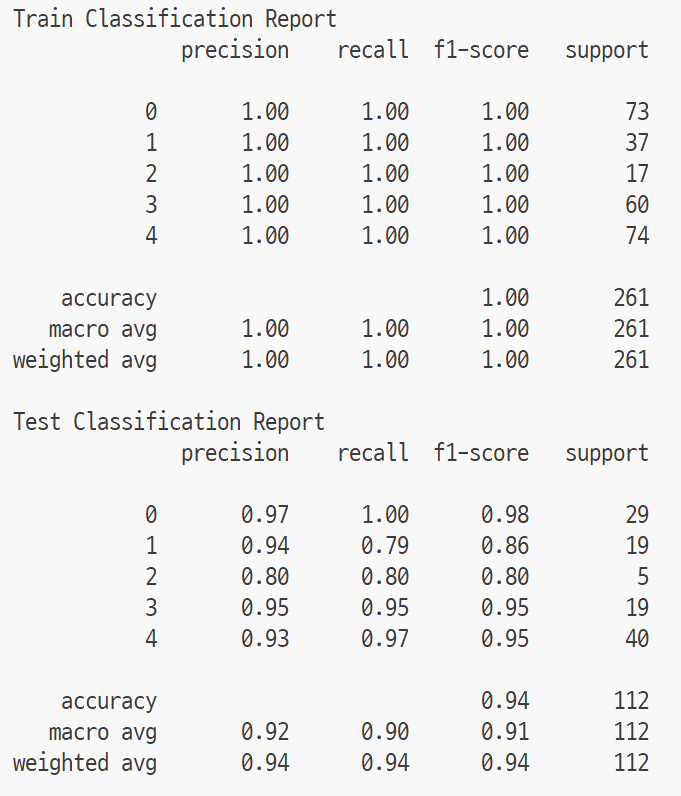 Train Classification Report
precision recall f1-score support
0 1.00 1.00 1.00 73
1 1.00 1.00 1.00 37
2 1.00 1.00 1.00 17
3 1.00 1.00 1.00 60
4 1.00 1.00 1.00 74
accuracy 1.00 261
macro avg 1.00 1.00 1.00 261
weighted avg 1.00 1.00 1.00 261
Test Classification Report
precision recall f1-score support
0 0.97 1.00 0.98 29
1 0.94 0.79 0.86 19
2 0.80 0.80 0.80 5
3 0.95 0.95 0.95 19
4 0.93 0.97 0.95 40
accuracy 0.94 112
macro avg 0.92 0.90 0.91 112
weighted avg 0.94 0.94 0.94 112